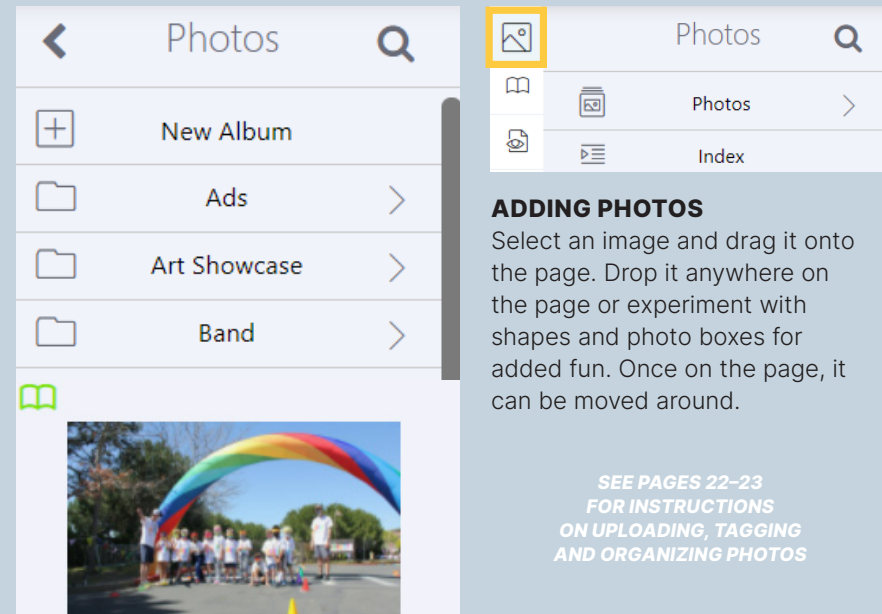 Photos
New Album
Ads
Art Showcase
Band
Photos
Photos
Index
ADDING PHOTOS
Select an image and drag it onto
the page. Drop it anywhere on
the page or experiment with
shapes and photo boxes for
added fun. Once on the page, it
can be moved around.
SEE PAGES 22–23
FOR INSTRUCTIONS
ON UPLOADING, TAGGING
AND ORGANIZING PHOTOS